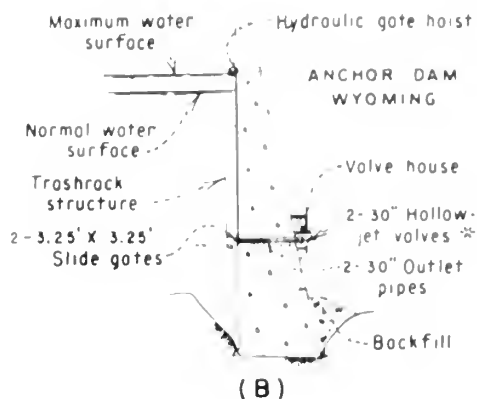 Maximum water
surface
Hydraulic gate hoist
ANCHOR DAM
WYOMING
Normal water
surface
Trashrack
structure
Valve house
2-3.25' X 3.25'
Slide gates
2-30" Hollow-
jet valves *
2-30" Outlet
pipes
Backfill
(B)